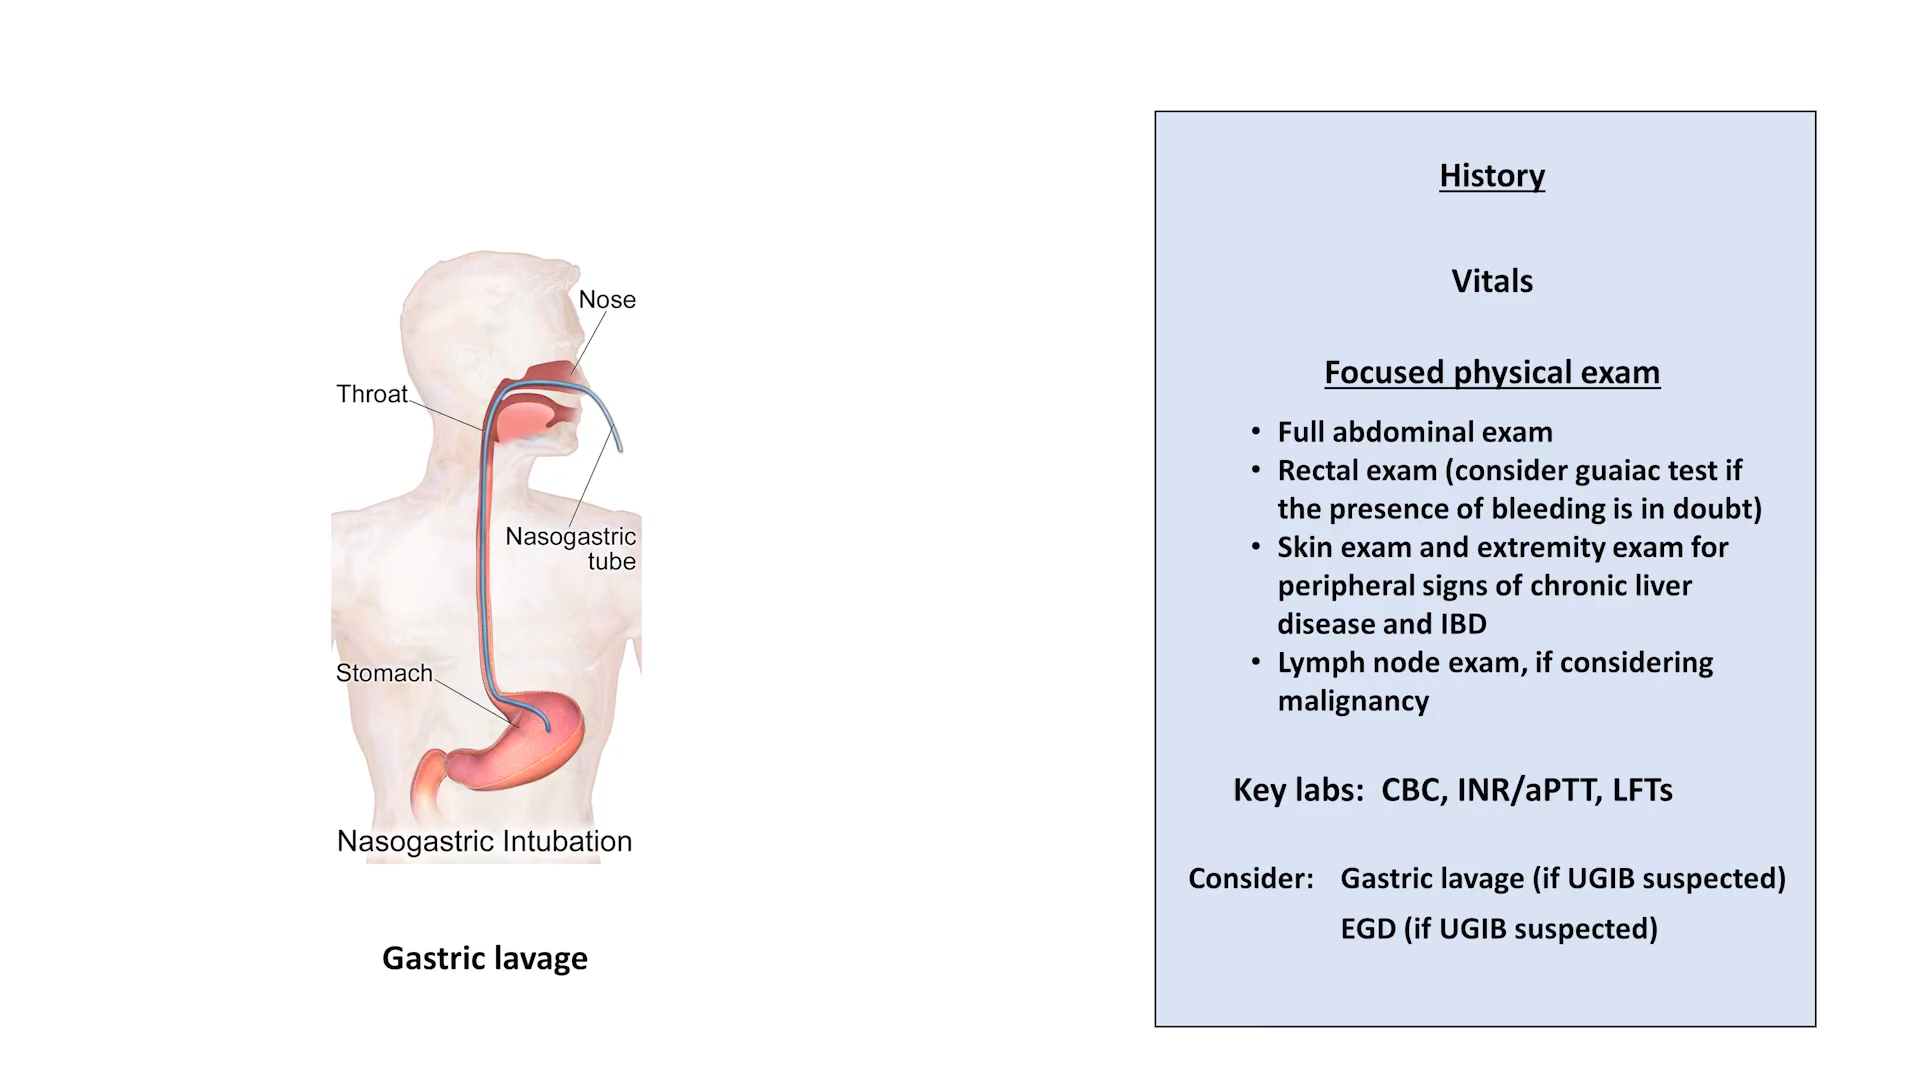 Nose
Throat
Nasogastric
tube
Stomach
Nasogastric Intubation
Gastric lavage
History
Vitals
Focused physical exam
• Full abdominal exam
• Rectal exam (consider guaiac test if
the presence of bleeding is in doubt)
• Skin exam and extremity exam for
peripheral signs of chronic liver
disease and IBD
• Lymph node exam, if considering
malignancy
Key labs: CBC, INR/aPTT, LFTs
Consider: Gastric lavage (if UGIB suspected)
EGD (if UGIB suspected)